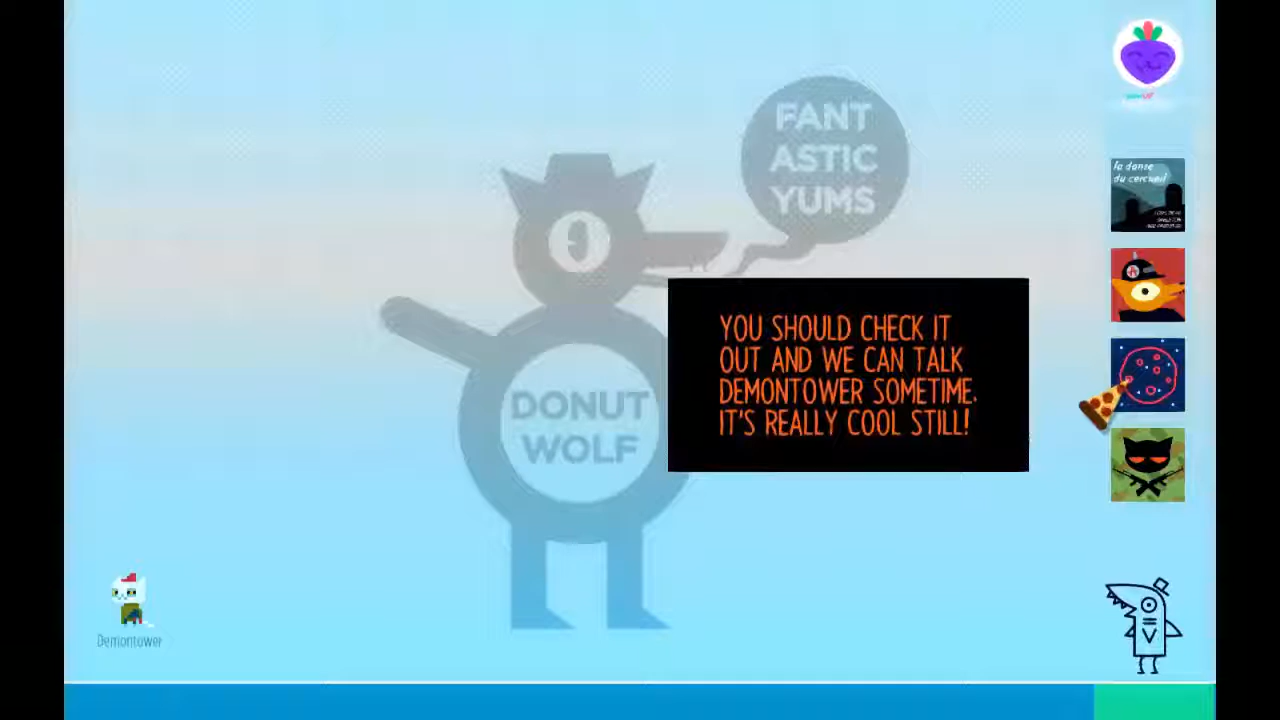 FANT
ASTIC
YUMS
la danse
du cercueil
YOU SHOULD CHECK IT
OUT AND WE CAN TALK
DEMONTOWER SOMETIME.
IT'S REALLY COOL STILL!
DONUT
WOLF
Demontower